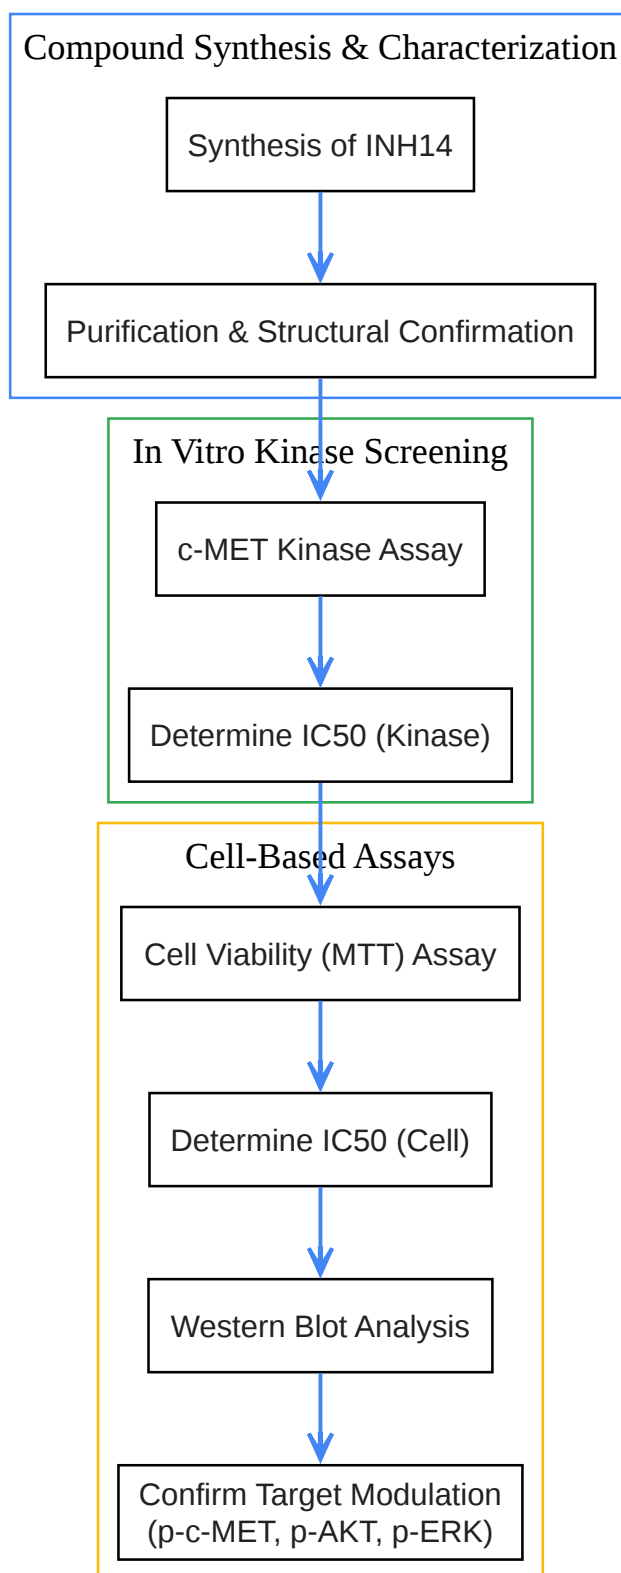 Compound Synthesis & Characterization
Synthesis of INH14
Purification & Structural Confirmation
In Vitro Kinase Screening
c-MET Kinase Assay
Determine IC50 (Kinase)
Cell-Based Assays
Cell Viability (MTT) Assay
Determine IC50 (Cell)
Western Blot Analysis
Confirm Target Modulation
(p-c-MET, p-AKT, p-ERK)